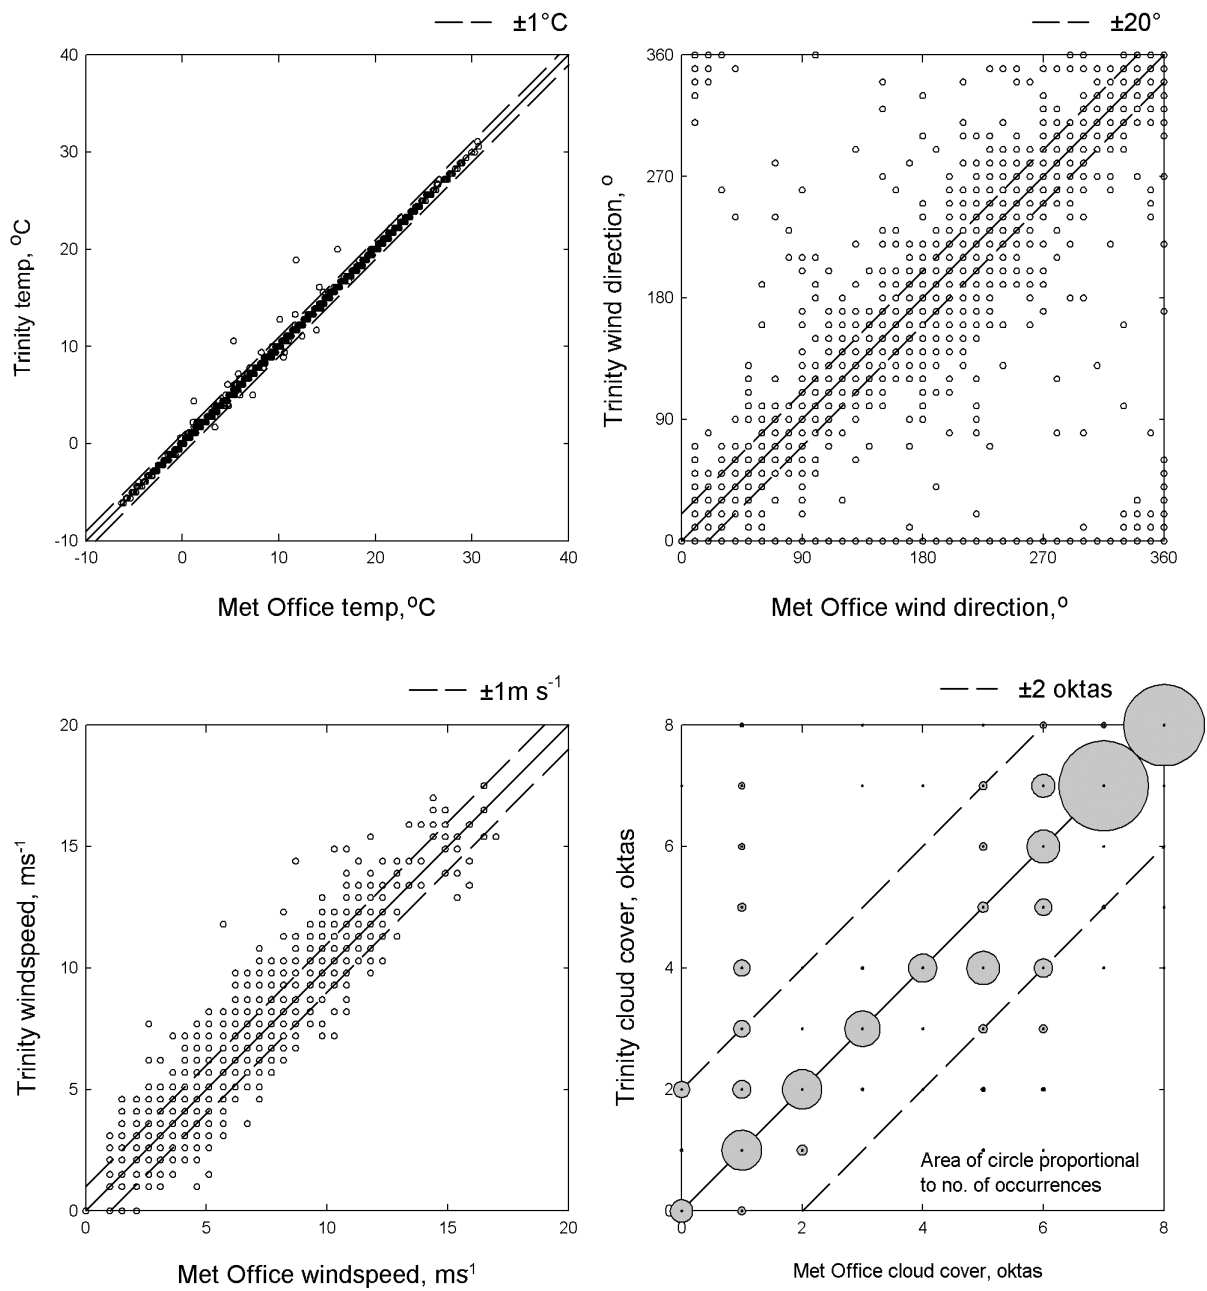 ±1°C
40
30
20
10
0
-10
-10 0 10 20 30 40
Trinity temp, °C
Met Office temp,°C
±20°
360
270
180
90
0
0 90 180 270 360
Trinity wind direction, °
Met Office wind direction,°
±1m s-1
20
15
10
5
0
0 5 10 15 20
Trinity windspeed, ms-1
Met Office windspeed, ms1
±2 oktas
8
6
4
2
0
0 2 4 6 8
Trinity cloud cover, oktas
Area of circle proportional
to no. of occurrences
Met Office cloud cover, oktas